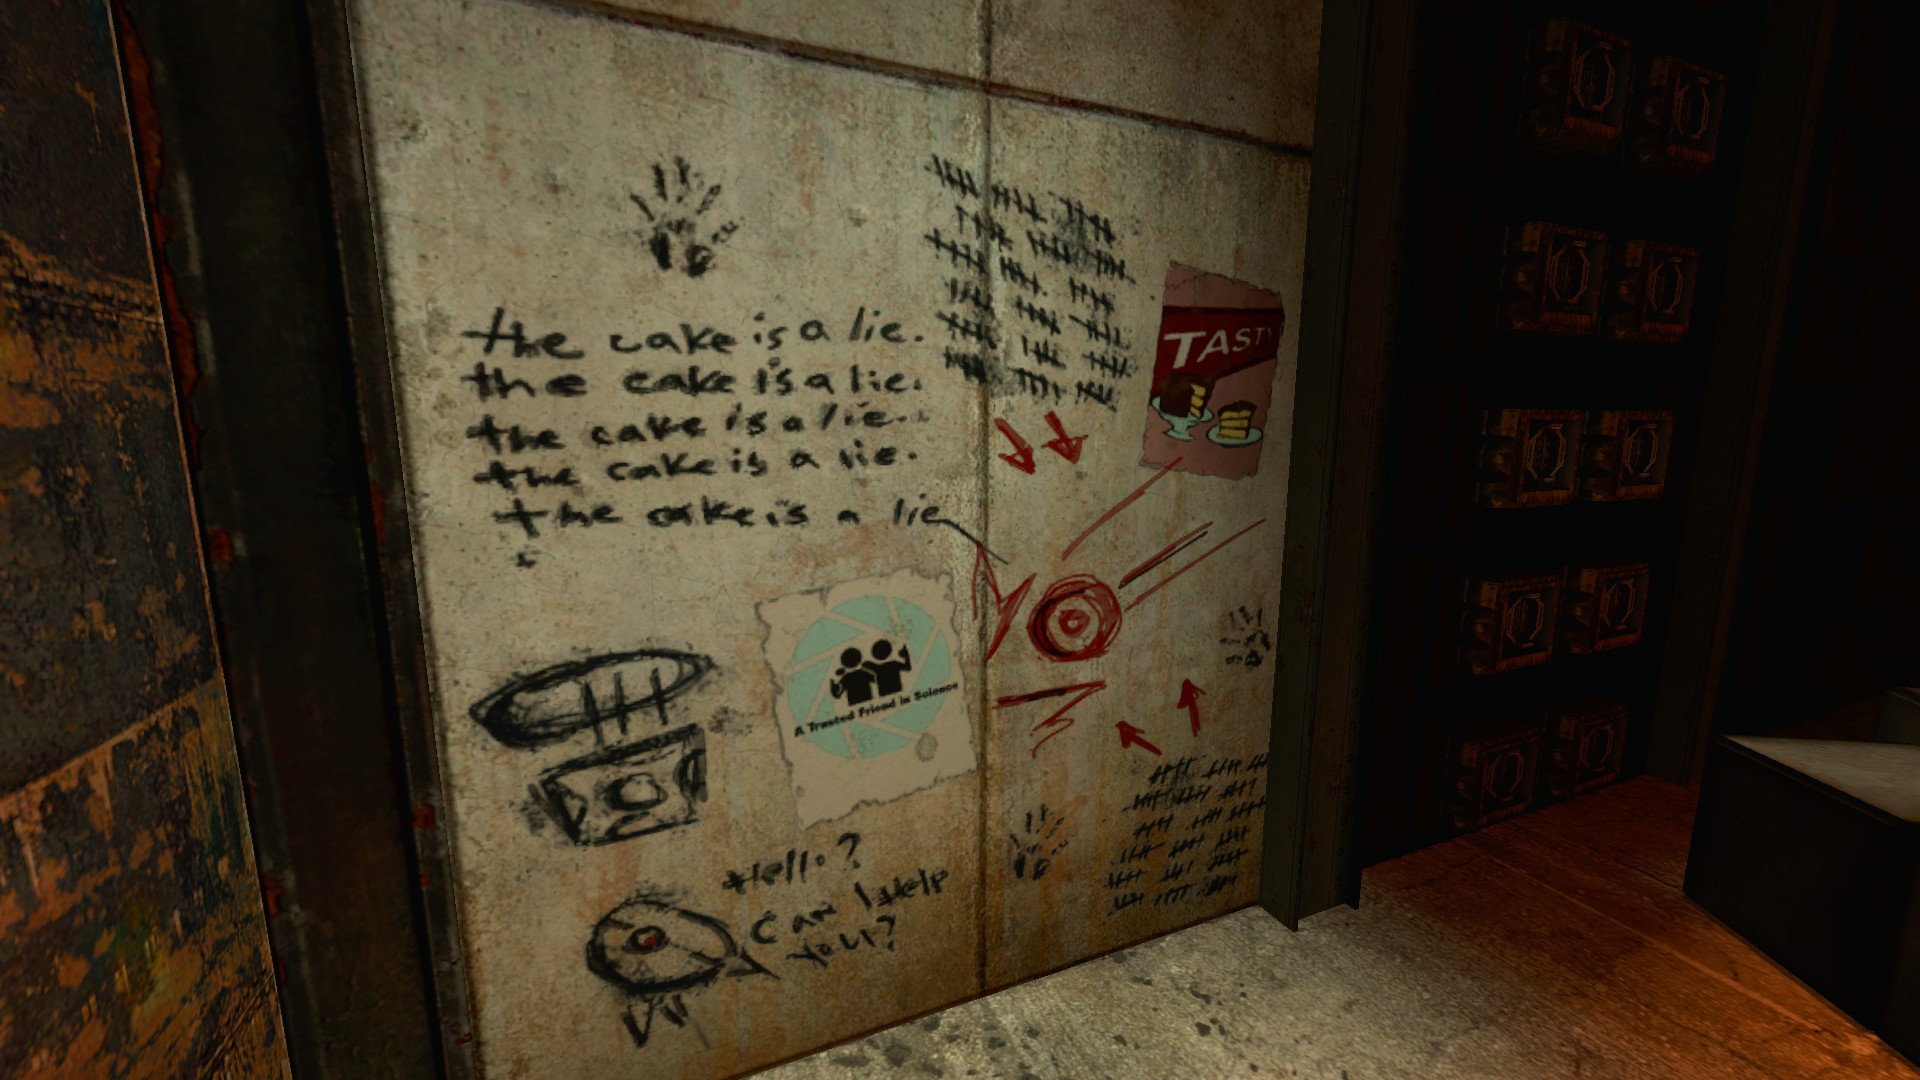 the cake is a lie.
the cake is a lie.
the cake is a lie.
the cake is a lie.
the cake is a lie
TASTY
A Trusted Friend in Science
Hello?
Can I Help
You?